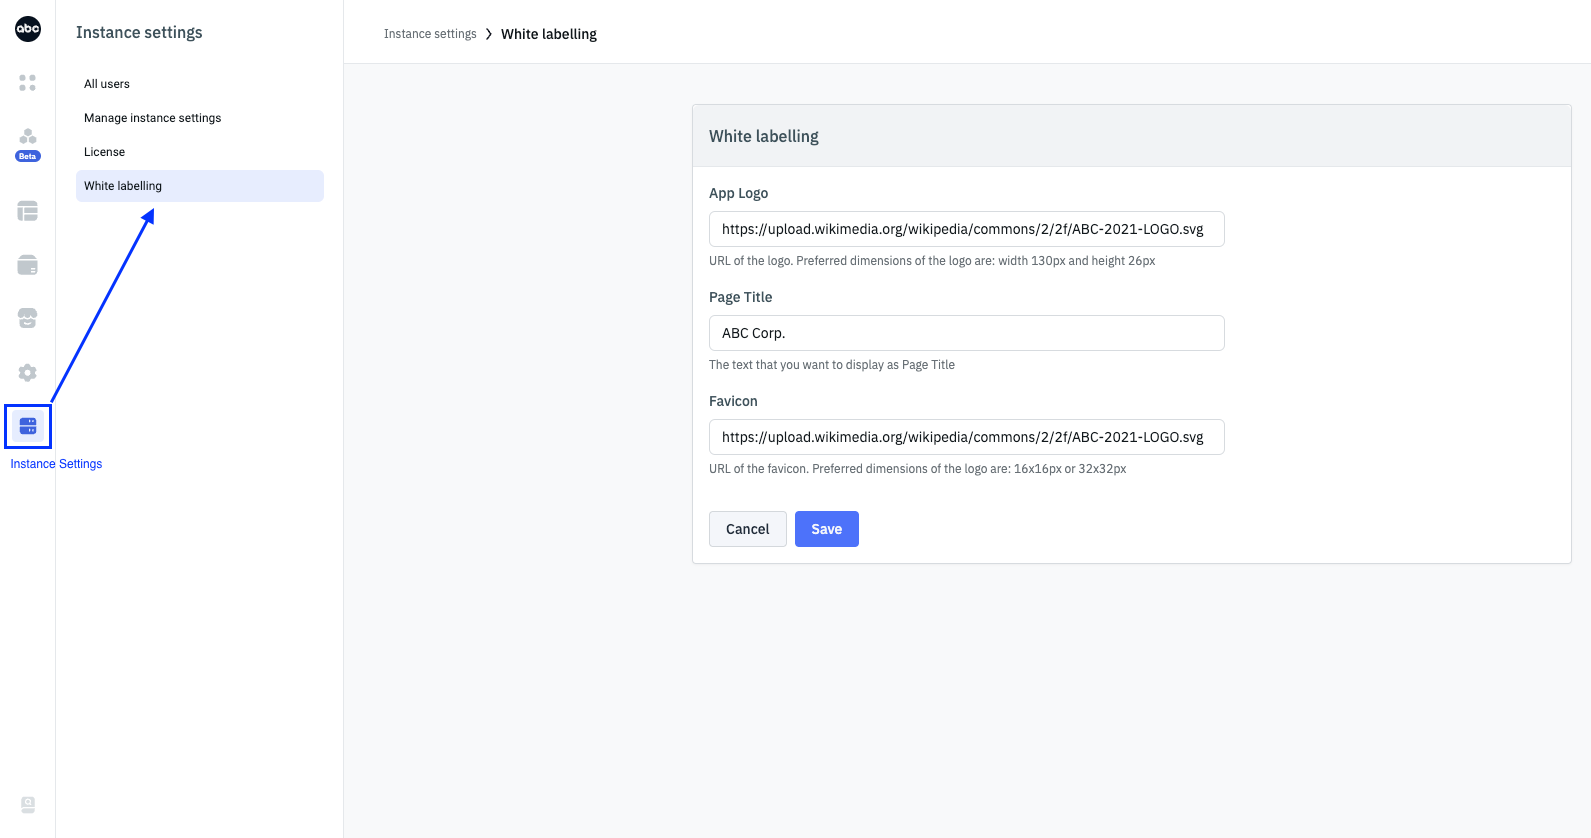 abc
Instance settings
All users
Manage instance settings
License
White labelling
Beta
Instance Settings
Instance settings > White labelling
White labelling
App Logo
https://upload.wikimedia.org/wikipedia/commons/2/2f/ABC-2021-LOGO.svg
URL of the logo. Preferred dimensions of the logo are: width 130px and height 26px
Page Title
ABC Corp.
The text that you want to display as Page Title
Favicon
https://upload.wikimedia.org/wikipedia/commons/2/2f/ABC-2021-LOGO.svg
URL of the favicon. Preferred dimensions of the logo are: 16x16px or 32x32px
Cancel Save